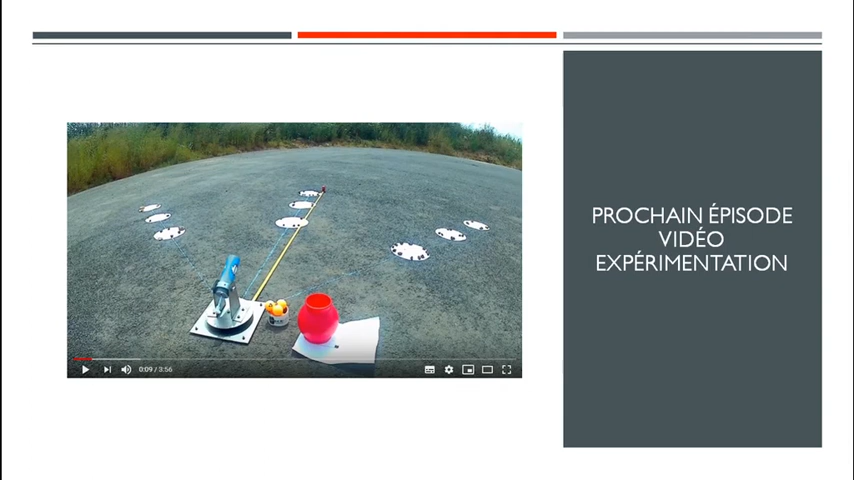 PROCHAIN ÉPISODE
VIDÉO
EXPÉRIMENTATION
0:09 / 3:56